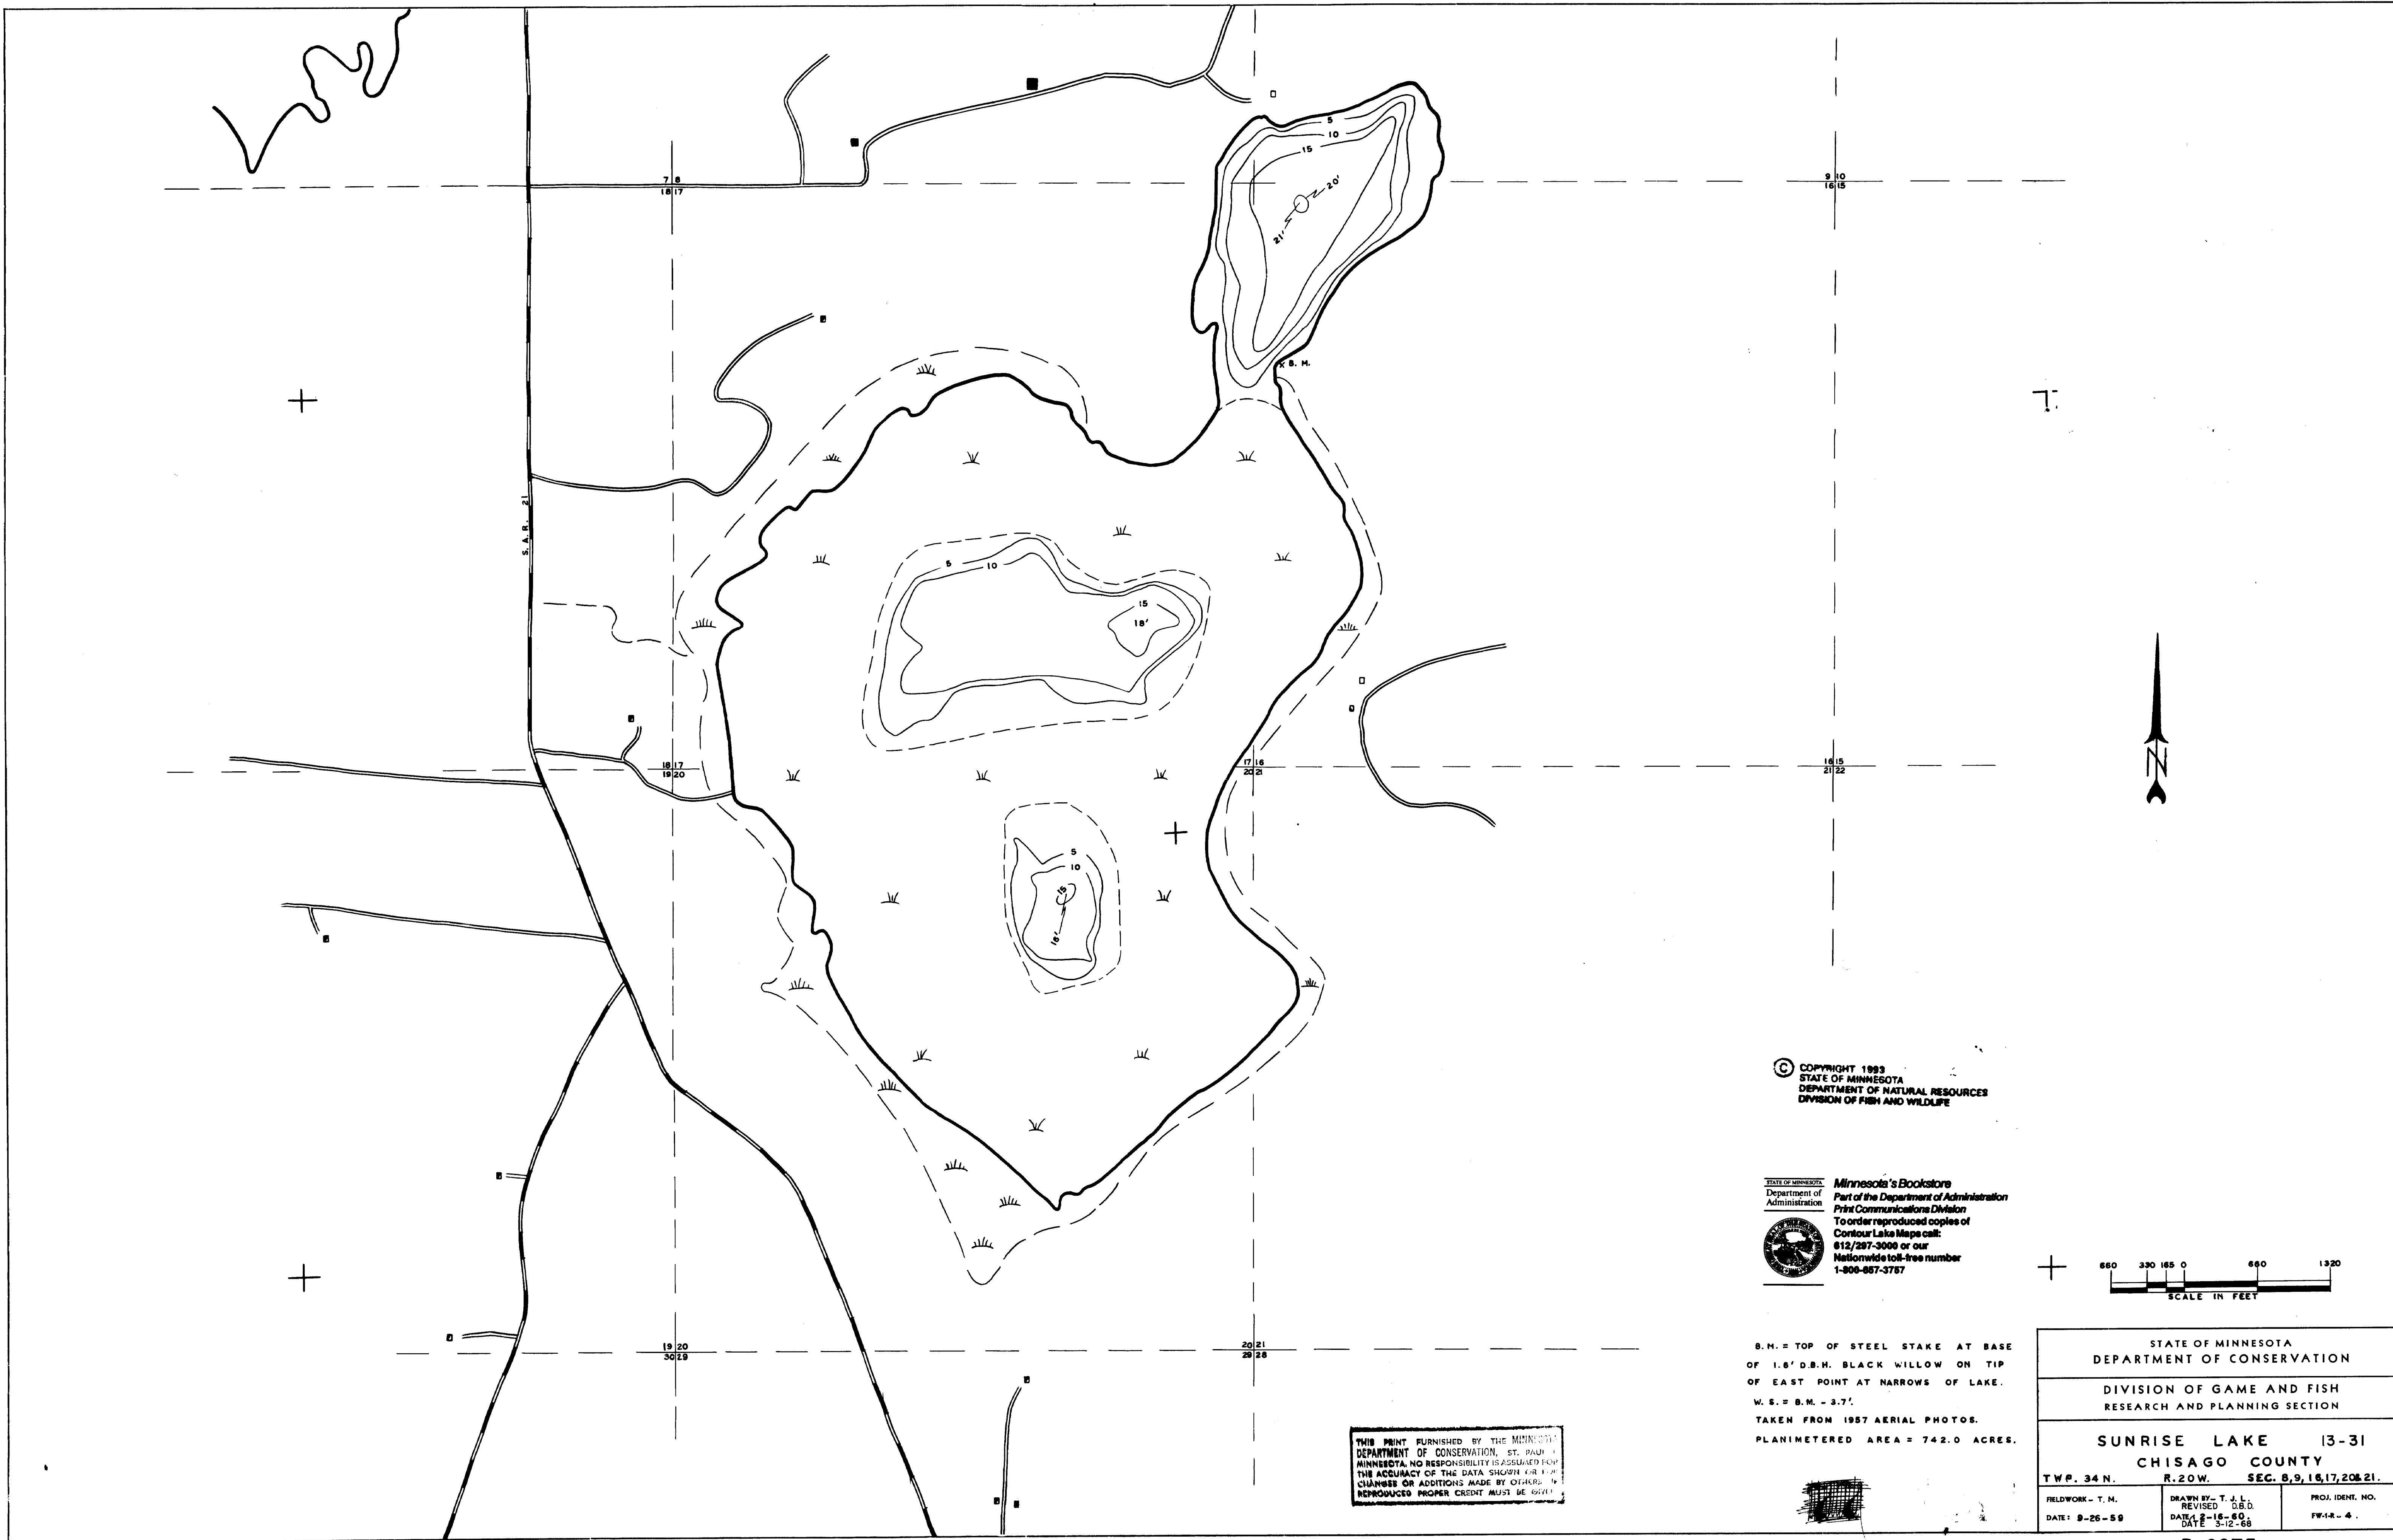 5
10
15
20'
21'
7 8
18 17
9 10
16 15
X B. M.
S. A. R. 21
5
10
15
18'
18 17
19 20
17 16
20 21
16 15
21 22
5
10
15
18'
N
© COPYRIGHT 1993
STATE OF MINNESOTA
DEPARTMENT OF NATURAL RESOURCES
DIVISION OF FISH AND WILDLIFE
STATE OF MINNESOTA
Department of
Administration
Minnesota's Bookstore
Part of the Department of Administration
Print Communications Division
To order reproduced copies of
Contour Lake Maps call:
612/297-3000 or our
Nationwide toll-free number
1-800-657-3757
660 330 165 0 660 1320
SCALE IN FEET
19 20
30 29
20 21
29 28
B. M. = TOP OF STEEL STAKE AT BASE
OF 1.6' D.B.H. BLACK WILLOW ON TIP
OF EAST POINT AT NARROWS OF LAKE.
W. S. = B. M. - 3.7'.
TAKEN FROM 1957 AERIAL PHOTOS.
PLANIMETERED AREA = 742.0 ACRES.
THIS PRINT FURNISHED BY THE MINNESOTA
DEPARTMENT OF CONSERVATION, ST. PAUL
MINNESOTA. NO RESPONSIBILITY IS ASSUMED FOR
THE ACCURACY OF THE DATA SHOWN OR FOR
CHANGES OR ADDITIONS MADE BY OTHERS. IF
REPRODUCED PROPER CREDIT MUST BE GIVEN
STATE OF MINNESOTA
DEPARTMENT OF CONSERVATION
DIVISION OF GAME AND FISH
RESEARCH AND PLANNING SECTION
SUNRISE LAKE 13-31
CHISAGO COUNTY
TWP. 34 N. R. 20 W. SEC. 8, 9, 16, 17, 20 & 21.
FIELDWORK - T. M.
DATE: 9-26-59
DRAWN BY - T. J. L.
REVISED D.B.D.
DATE: 2-16-60.
DATE 3-12-68
PROJ. IDENT. NO.
FW-1-R - 4.